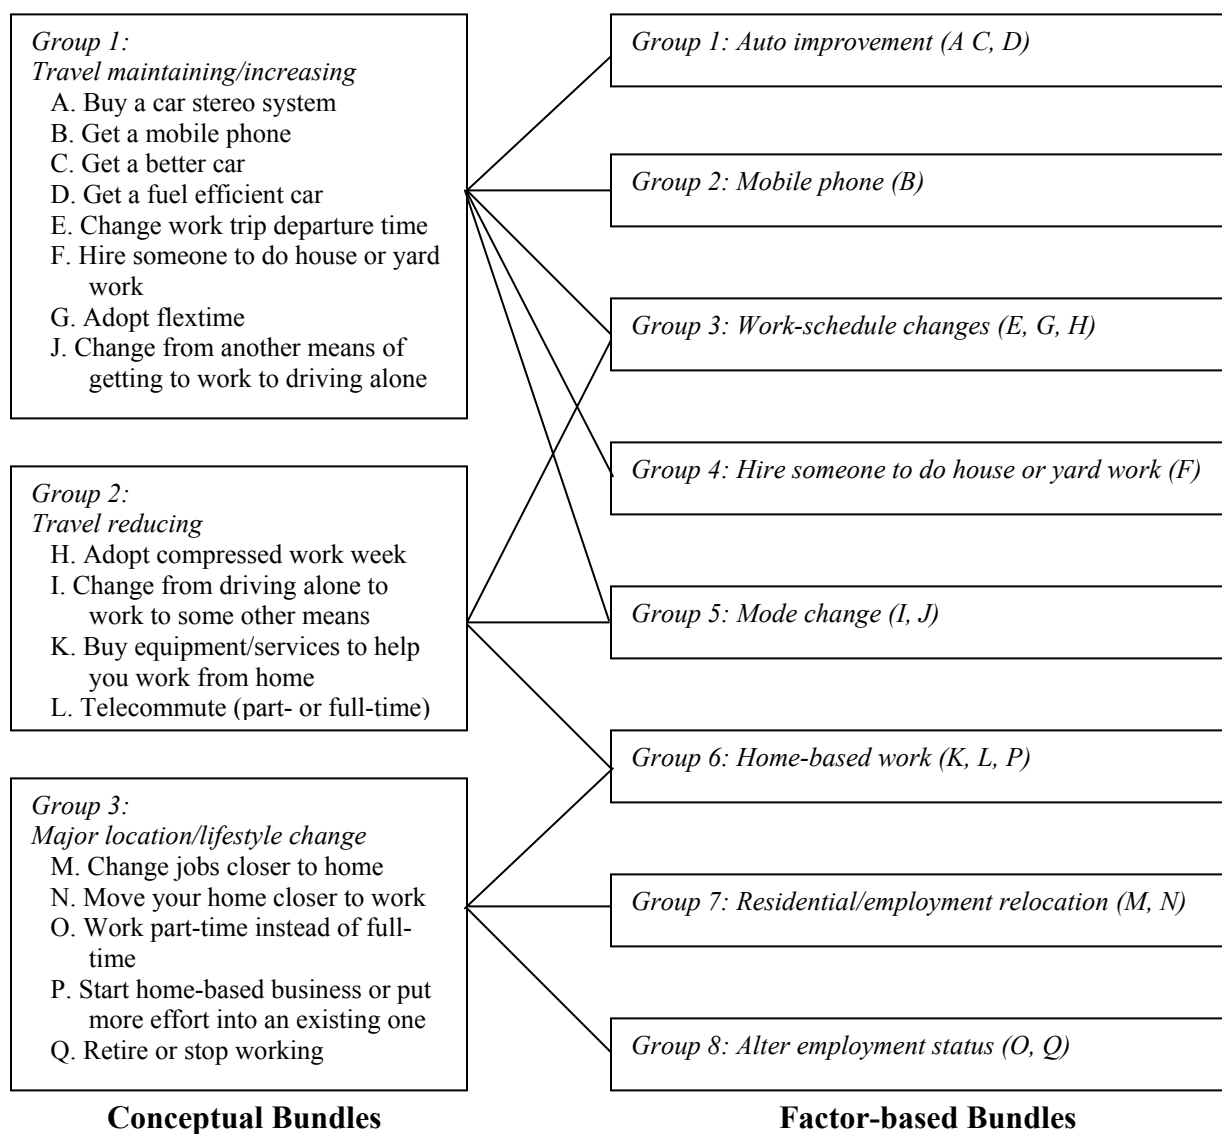 Group 1:
Travel maintaining/increasing
A. Buy a car stereo system
B. Get a mobile phone
C. Get a better car
D. Get a fuel efficient car
E. Change work trip departure time
F. Hire someone to do house or yard
work
G. Adopt flextime
J. Change from another means of
getting to work to driving alone
Group 2:
Travel reducing
H. Adopt compressed work week
I. Change from driving alone to
work to some other means
K. Buy equipment/services to help
you work from home
L. Telecommute (part- or full-time)
Group 3:
Major location/lifestyle change
M. Change jobs closer to home
N. Move your home closer to work
O. Work part-time instead of full-
time
P. Start home-based business or put
more effort into an existing one
Q. Retire or stop working
Conceptual Bundles
Group 1: Auto improvement (A C, D)
Group 2: Mobile phone (B)
Group 3: Work-schedule changes (E, G, H)
Group 4: Hire someone to do house or yard work (F)
Group 5: Mode change (I, J)
Group 6: Home-based work (K, L, P)
Group 7: Residential/employment relocation (M, N)
Group 8: Alter employment status (O, Q)
Factor-based Bundles